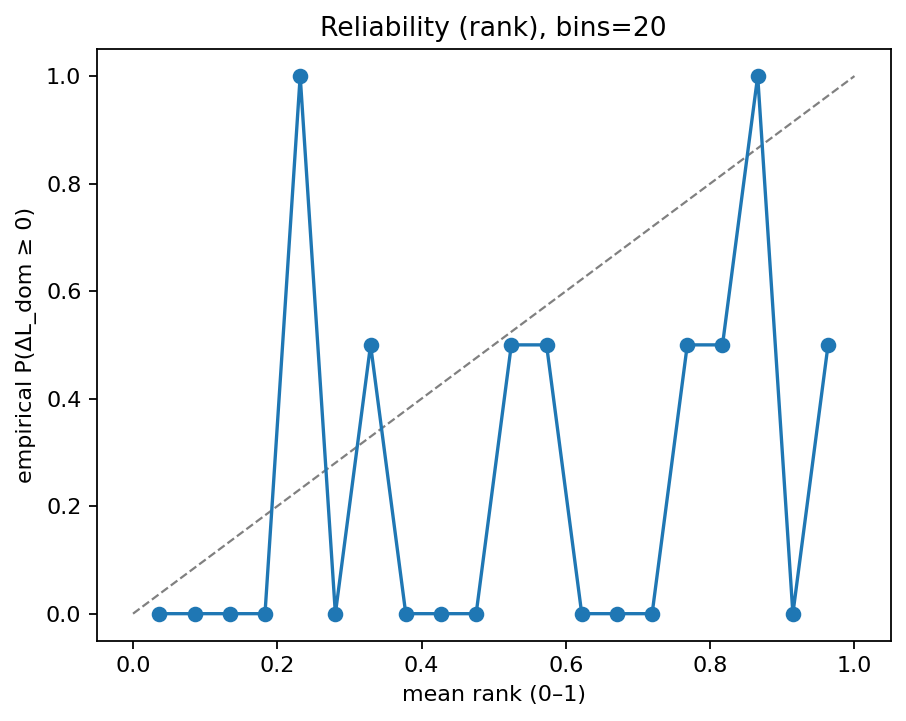 Reliability (rank), bins=20
empirical P(ΔL_dom ≥ 0)
1.0
0.8
0.6
0.4
0.2
0.0
0.0 0.2 0.4 0.6 0.8 1.0
mean rank (0–1)